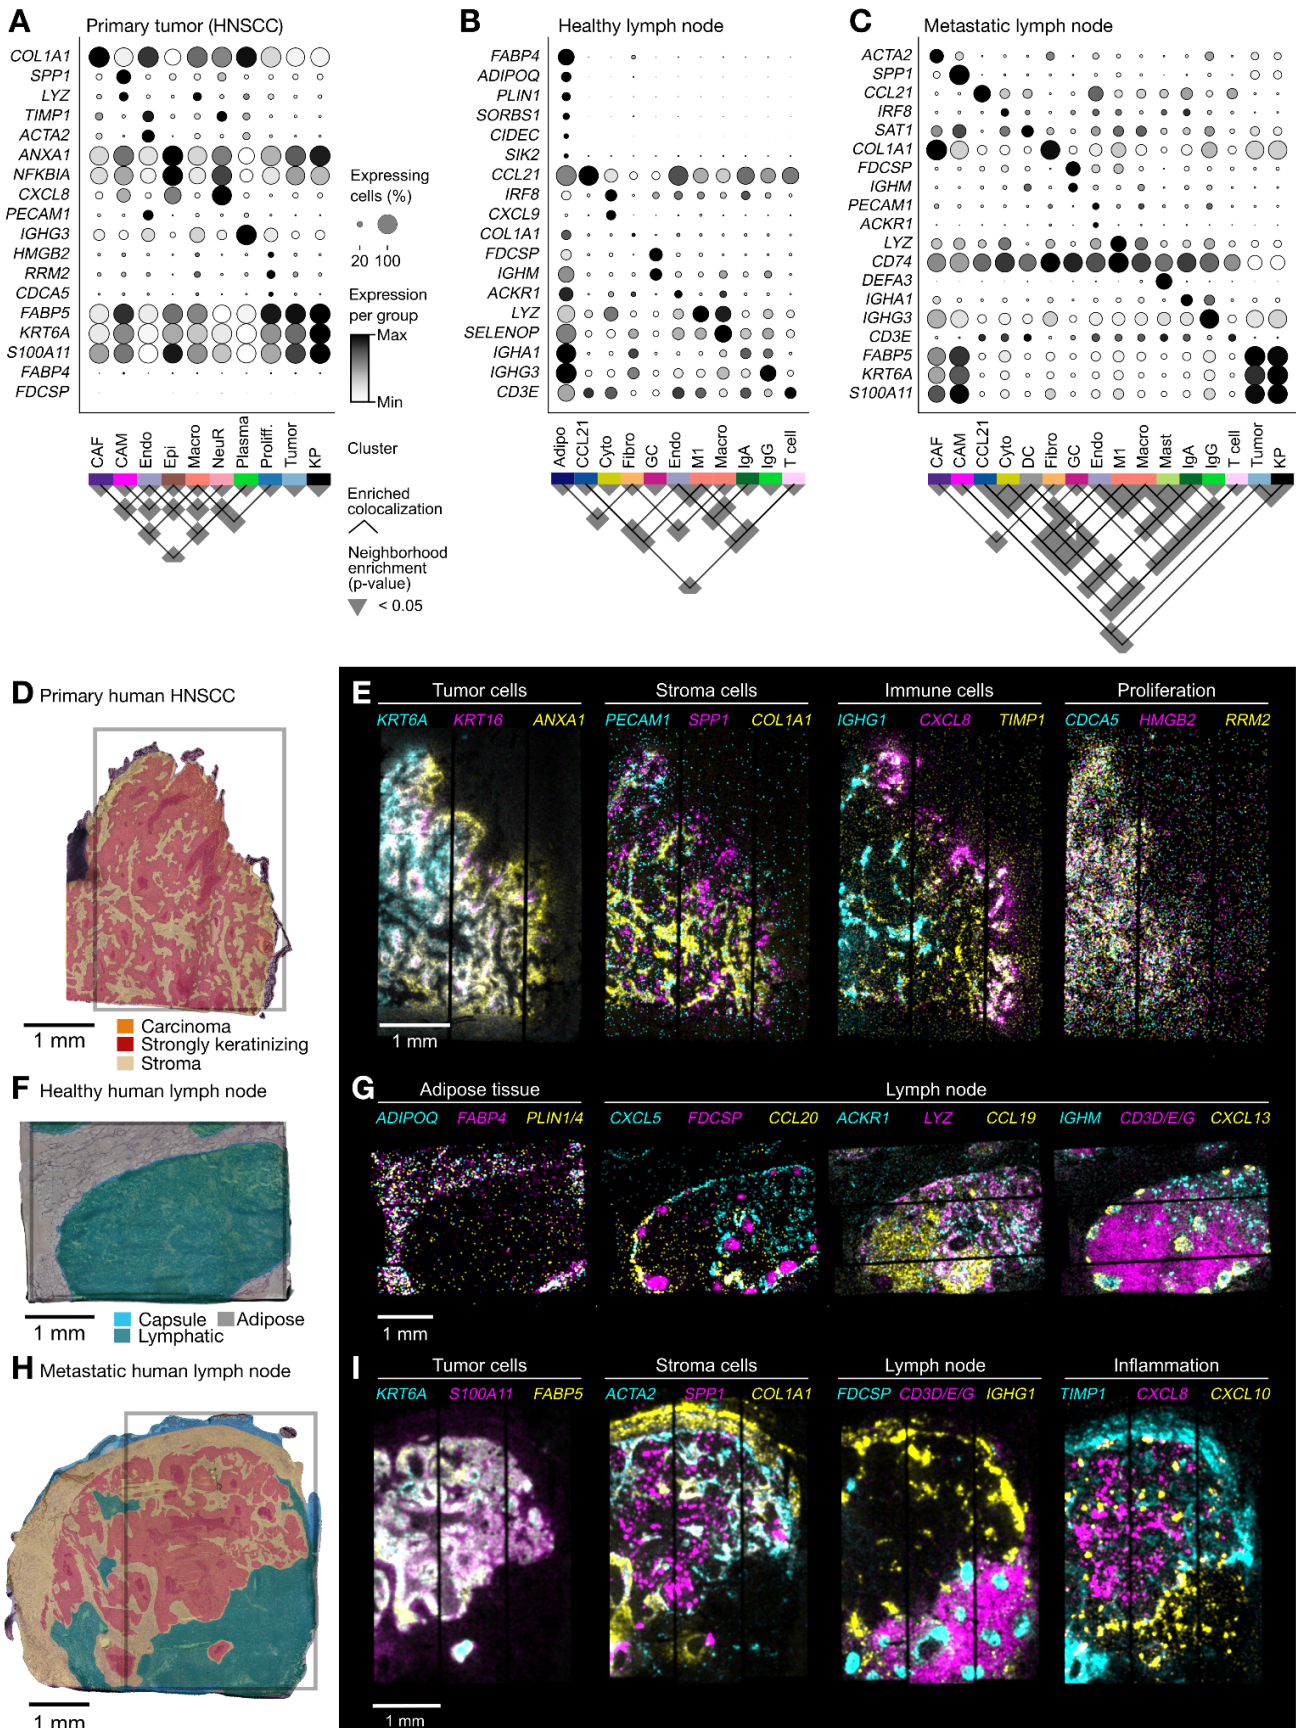 A Primary tumor (HNSCC)
COL1A1
SPP1
LYZ
TIMP1
ACTA2
ANXA1
NFKBIA
CXCL8
PECAM1
IGHG3
HMGB2
RRM2
CDCA5
FABP5
KRT6A
S100A11
FABP4
FDCSP
CAF
CAM
Endo
Epi
Macro
NeuR
Plasma
Proliff.
Tumor
KP
Expressing
cells (%)
20 100
Expression
per group
Max
Min
Cluster
Enriched
colocalization
Neighborhood
enrichment
(p-value)
< 0.05
B Healthy lymph node
FABP4
ADIPOQ
PLIN1
SORBS1
CIDEC
SIK2
CCL21
IRF8
CXCL9
COL1A1
FDCSP
IGHM
ACKR1
LYZ
SELENOP
IGHA1
IGHG3
CD3E
Adipo
CCL21
Cyto
Fibro
GC
Endo
M1
Macro
IgA
IgG
T cell
C Metastatic lymph node
ACTA2
SPP1
CCL21
IRF8
SAT1
COL1A1
FDCSP
IGHM
PECAM1
ACKR1
LYZ
CD74
DEFA3
IGHA1
IGHG3
CD3E
FABP5
KRT6A
S100A11
CAF
CAM
CCL21
Cyto
DC
Fibro
GC
Endo
M1
Macro
Mast
IgA
IgG
T cell
Tumor
KP
D Primary human HNSCC
1 mm
Carcinoma
Strongly keratinizing
Stroma
E Tumor cells Stroma cells Immune cells Proliferation
KRT6A KRT16 ANXA1 PECAM1 SPP1 COL1A1 IGHG1 CXCL8 TIMP1 CDCA5 HMGB2 RRM2
1 mm
F Healthy human lymph node
1 mm
Capsule Adipose
Lymphatic
G Adipose tissue Lymph node
ADIPOQ FABP4 PLIN1/4 CXCL5 FDCSP CCL20 ACKR1 LYZ CCL19 IGHM CD3D/E/G CXCL13
1 mm
H Metastatic human lymph node
1 mm
I Tumor cells Stroma cells Lymph node Inflammation
KRT6A S100A11 FABP5 ACTA2 SPP1 COL1A1 FDCSP CD3D/E/G IGHG1 TIMP1 CXCL8 CXCL10
1 mm